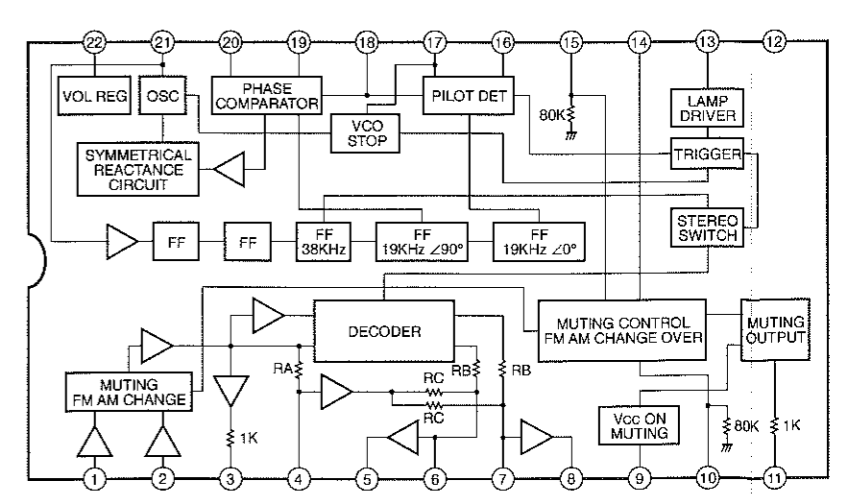 22 21 20 19 18 17 16 15 14 13 12
VOL REG
OSC
PHASE
COMPARATOR
PILOT DET
80K
LAMP
DRIVER
VCO
STOP
SYMMETRICAL
REACTANCE
CIRCUIT
TRIGGER
STEREO
SWITCH
FF
FF
FF
38KHz
FF
19KHz ∠90°
FF
19KHz ∠0°
DECODER
MUTING CONTROL
FM AM CHANGE OVER
MUTING
OUTPUT
RA
RB
RB
MUTING
FM AM CHANGE
RC
RC
1K
VCC ON
MUTING
80K
1K
1 2 3 4 5 6 7 8 9 10 11